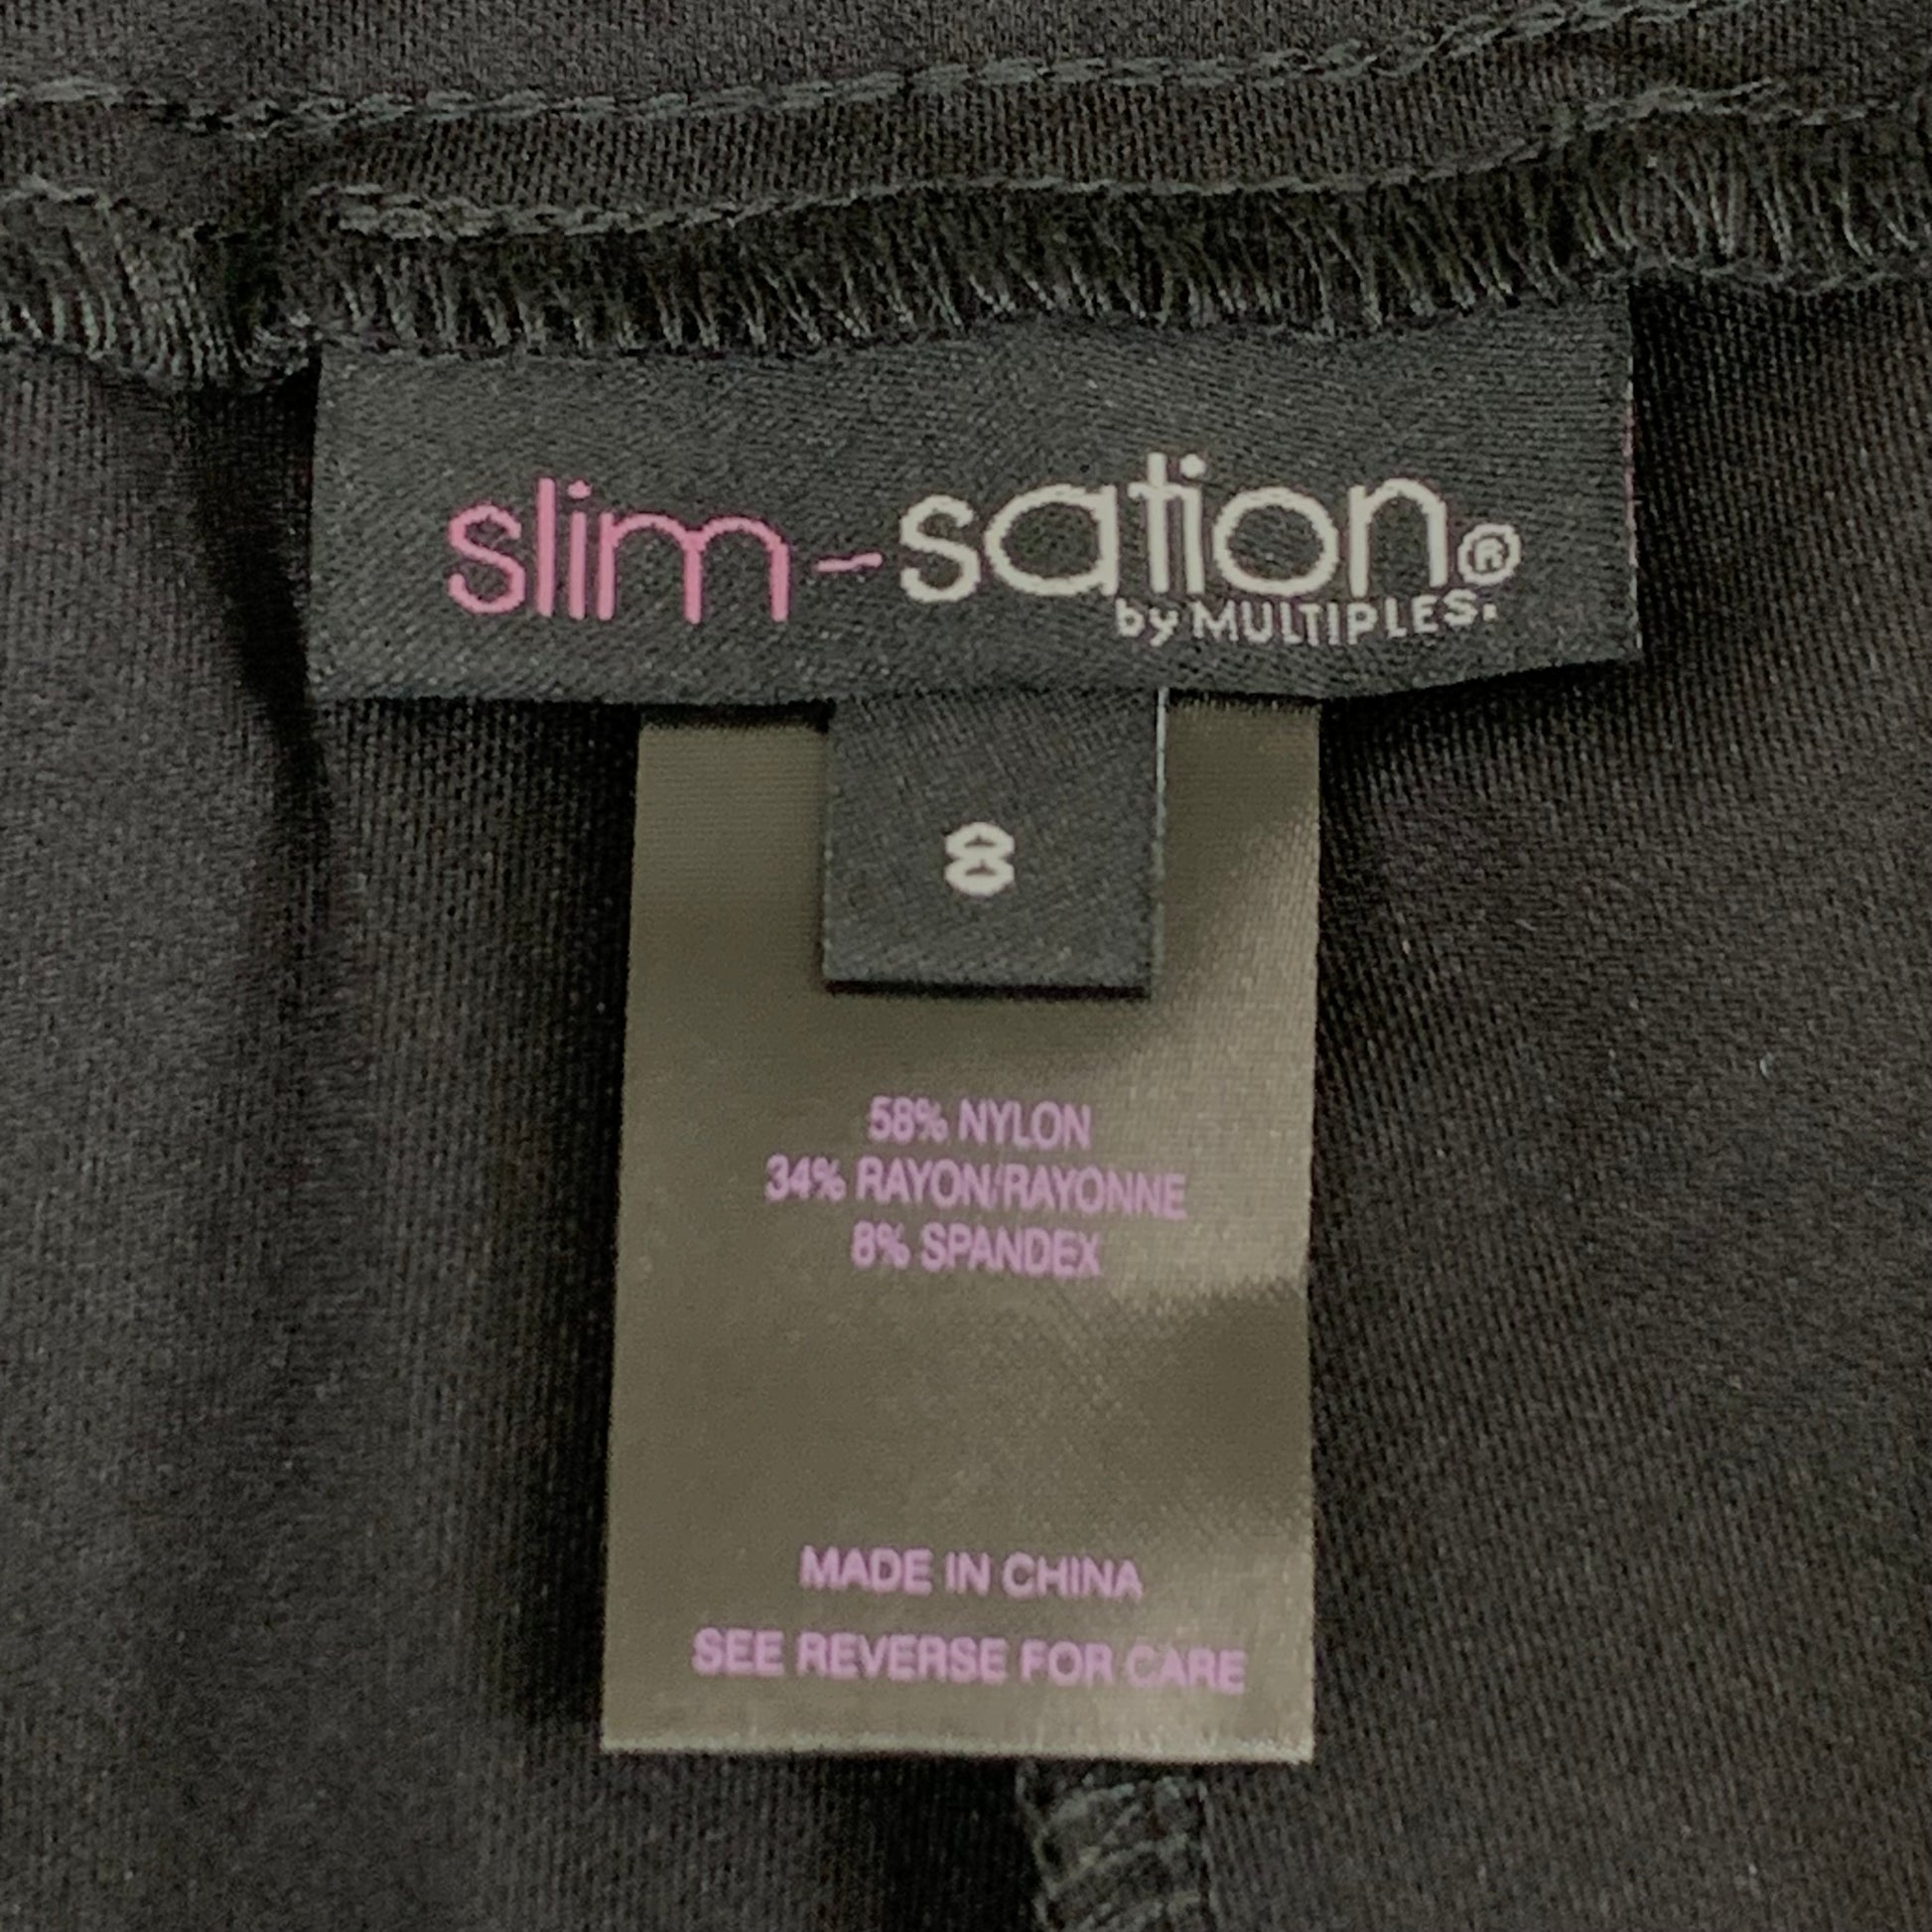 slim-sation®
by MULTIPLES.
8
58% NYLON
34% RAYON/RAYONNE
8% SPANDEX
MADE IN CHINA
SEE REVERSE FOR CARE